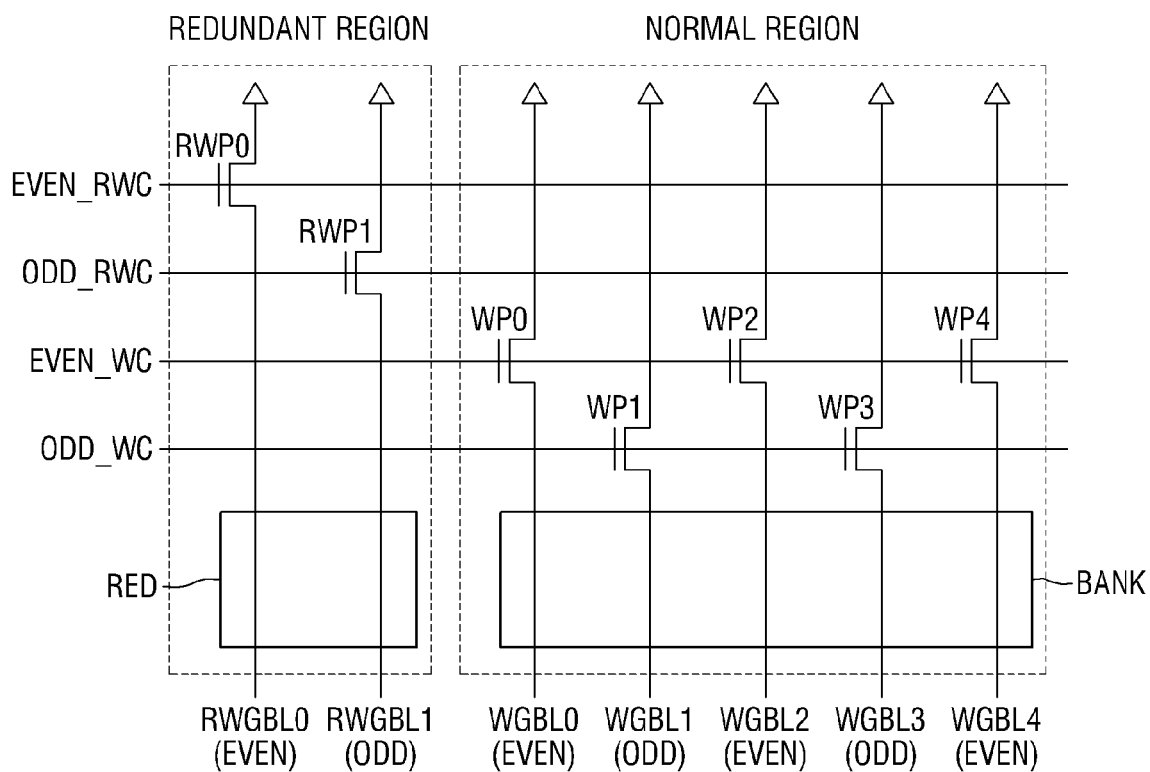 REDUNDANT REGION
NORMAL REGION
RWP0
EVEN_RWC
RWP1
ODD_RWC
WP0
WP2
WP4
EVEN_WC
WP1
WP3
ODD_WC
RED
BANK
RWGBL0 RWGBL1 WGBL0 WGBL1 WGBL2 WGBL3 WGBL4
(EVEN) (ODD) (EVEN) (ODD) (EVEN) (ODD) (EVEN)